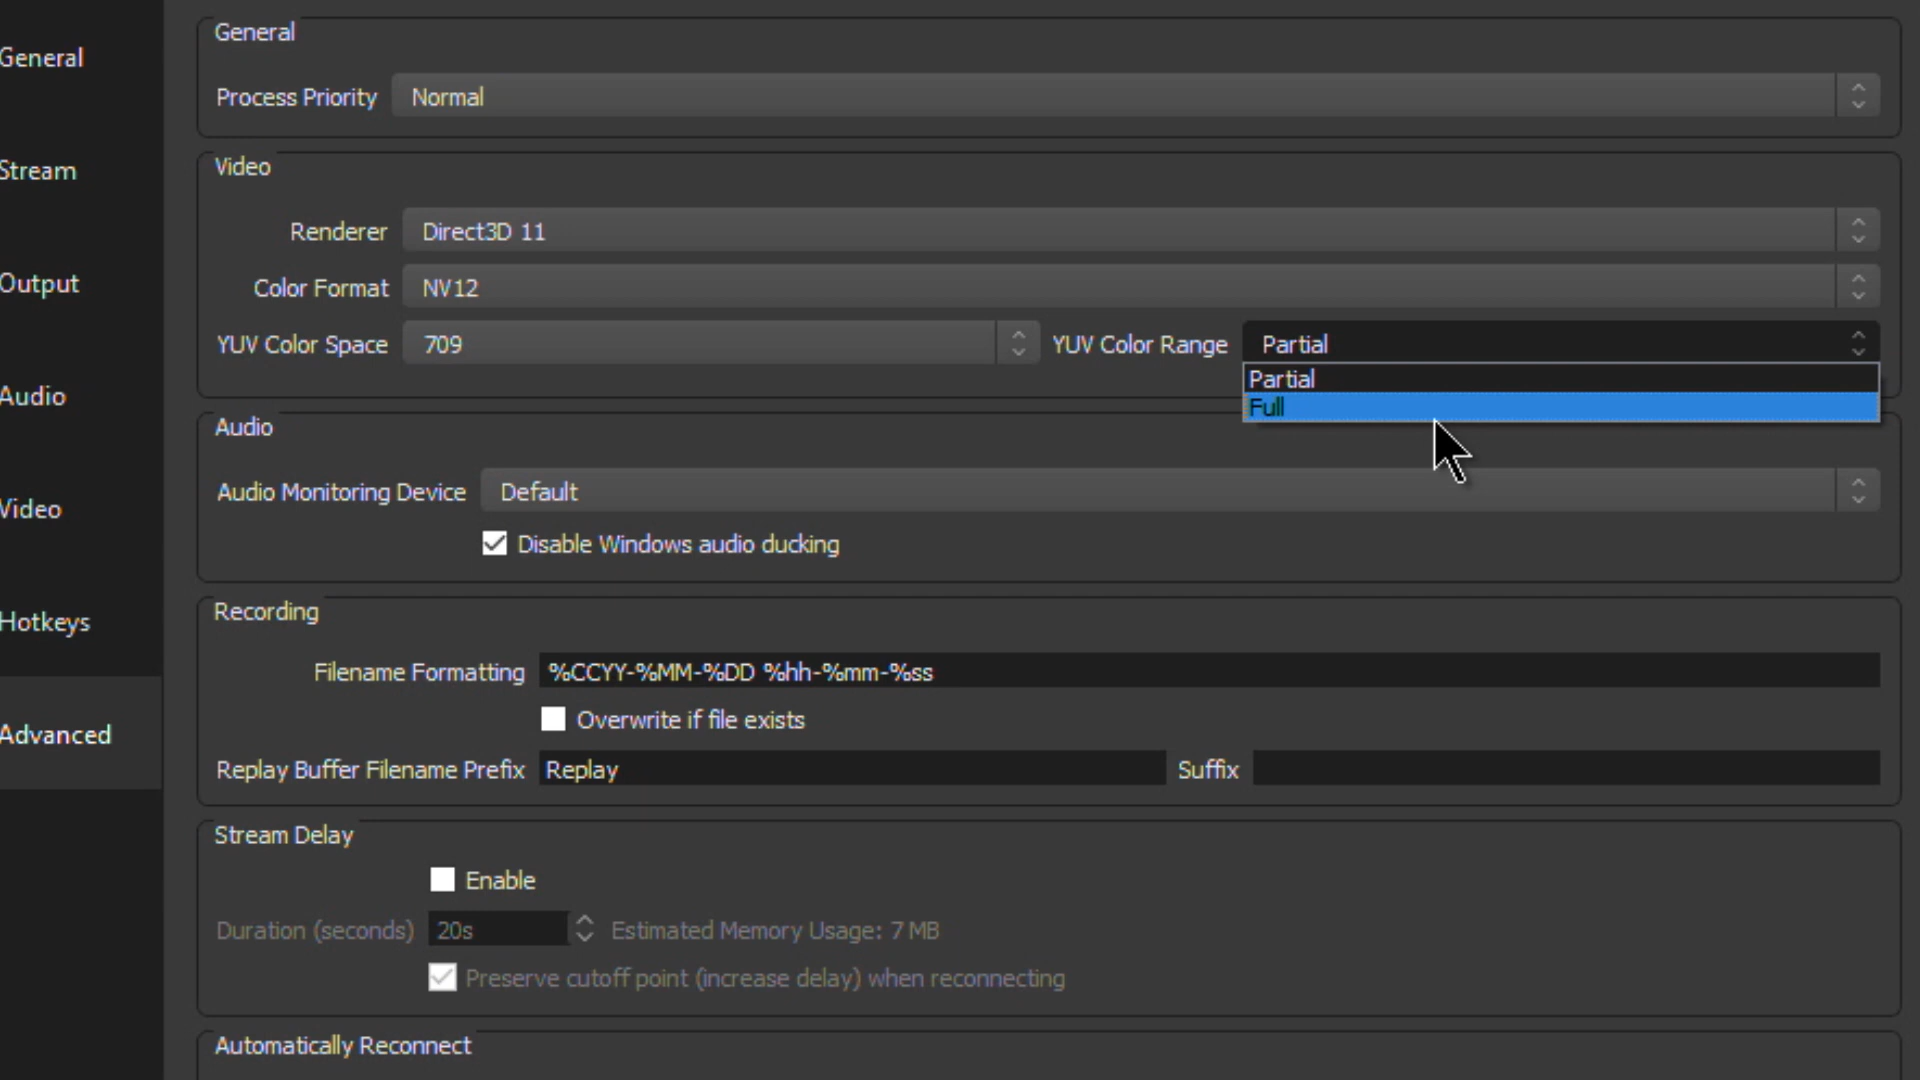 General
Stream
Output
Audio
Video
Hotkeys
Advanced
General
Process Priority Normal
Video
Renderer Direct3D 11
Color Format NV12
YUV Color Space 709 YUV Color Range Partial
Partial
Full
Audio
Audio Monitoring Device Default
Disable Windows audio ducking
Recording
Filename Formatting %CCYY-%MM-%DD %hh-%mm-%ss
Overwrite if file exists
Replay Buffer Filename Prefix Replay Suffix
Stream Delay
Enable
Duration (seconds) 20s Estimated Memory Usage: 7 MB
Preserve cutoff point (increase delay) when reconnecting
Automatically Reconnect